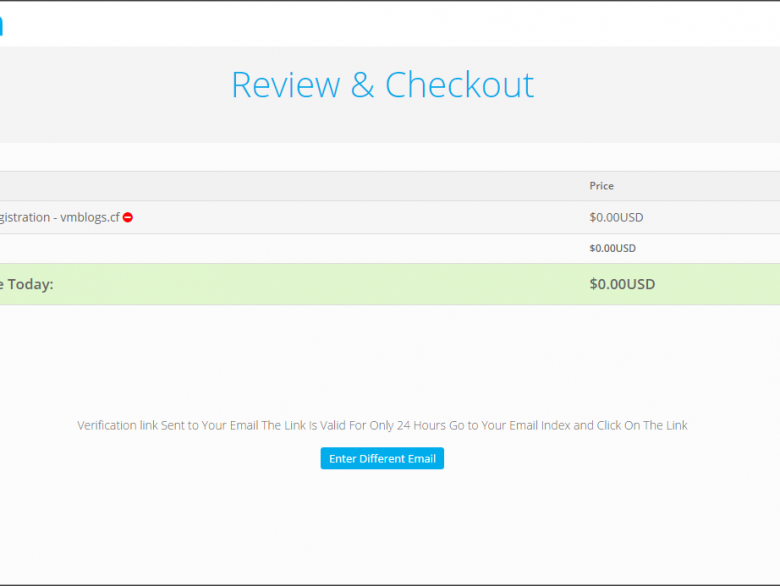 Review & Checkout
Price
gistration - vmblogs.cf $0.00USD
$0.00USD
e Today: $0.00USD
Verification link Sent to Your Email The Link Is Valid For Only 24 Hours Go to Your Email Index and Click On The Link
Enter Different Email